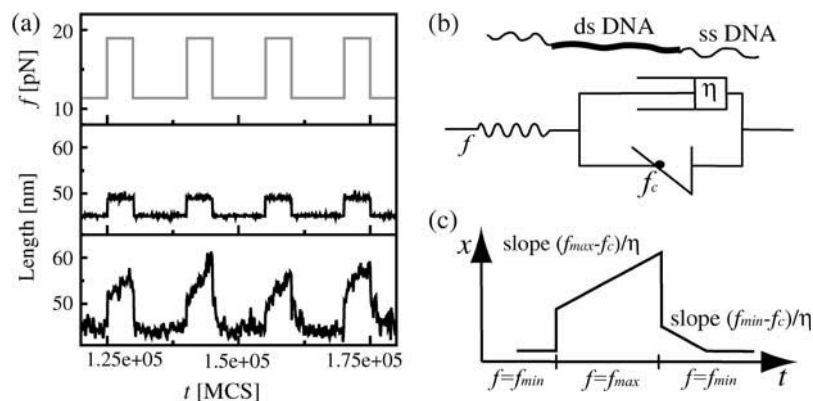 (a)
20
10
f [pN]
60
50
60
50
Length [nm]
1.25e+05
1.5e+05
1.75e+05
t [MCS]
(b)
ds DNA
ss DNA
η
f
fc
(c)
x
slope (fmax-fc)/η
slope (fmin-fc)/η
t
f=fmin
f=fmax
f=fmin